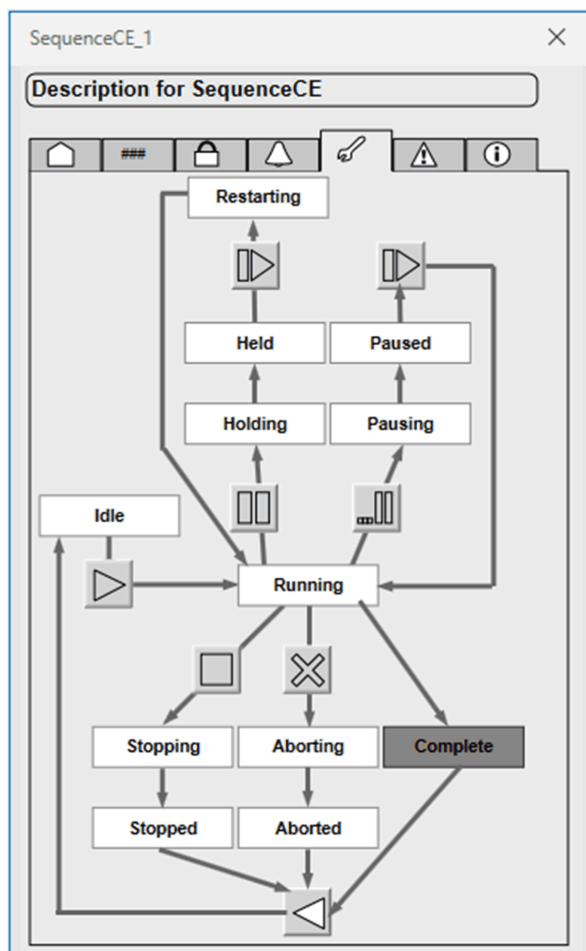 SequenceCE_1
Description for SequenceCE
###
Restarting
Held Paused
Holding Pausing
Idle
Running
Stopping Aborting Complete
Stopped Aborted